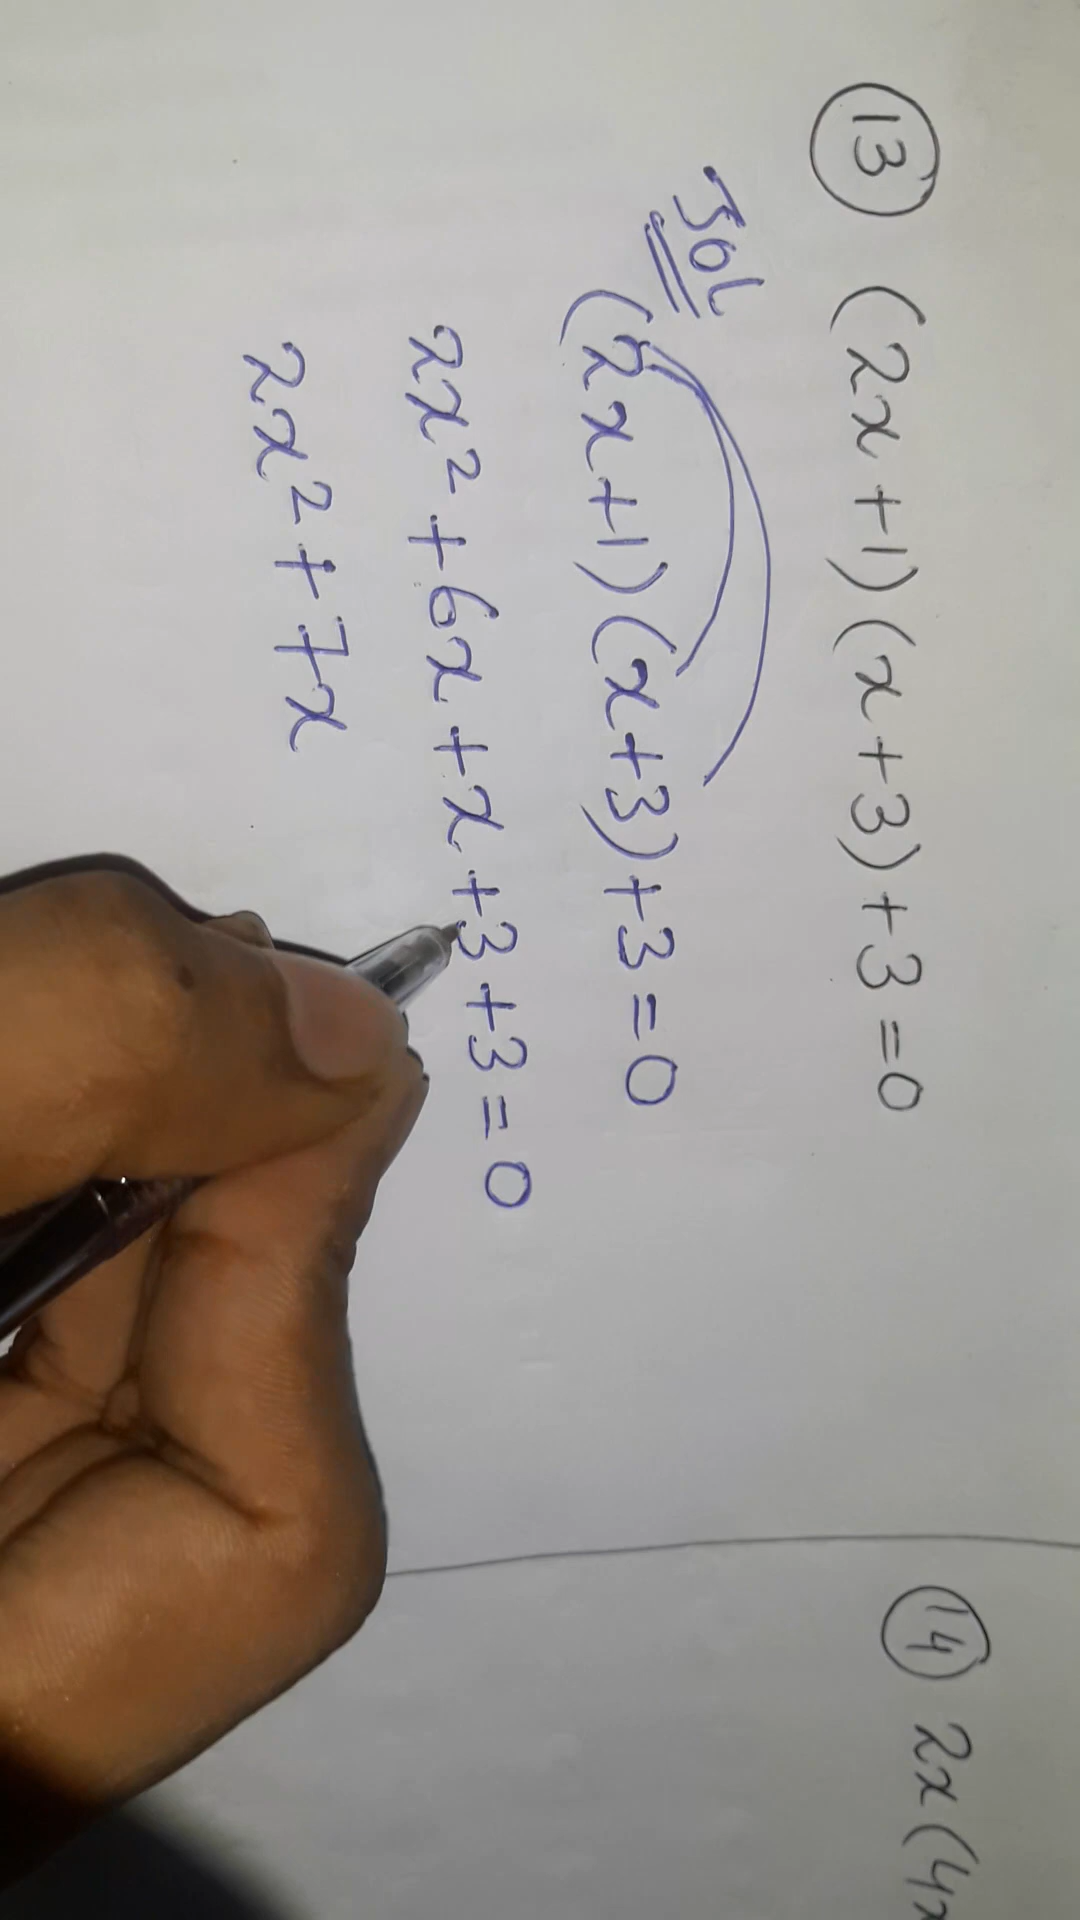 13 (2x+1)(x+3)+3=0
Sol
(2x+1)(x+3)+3=0
2x²+6x+x+3+3=0
2x²+7x
14 2x(4x